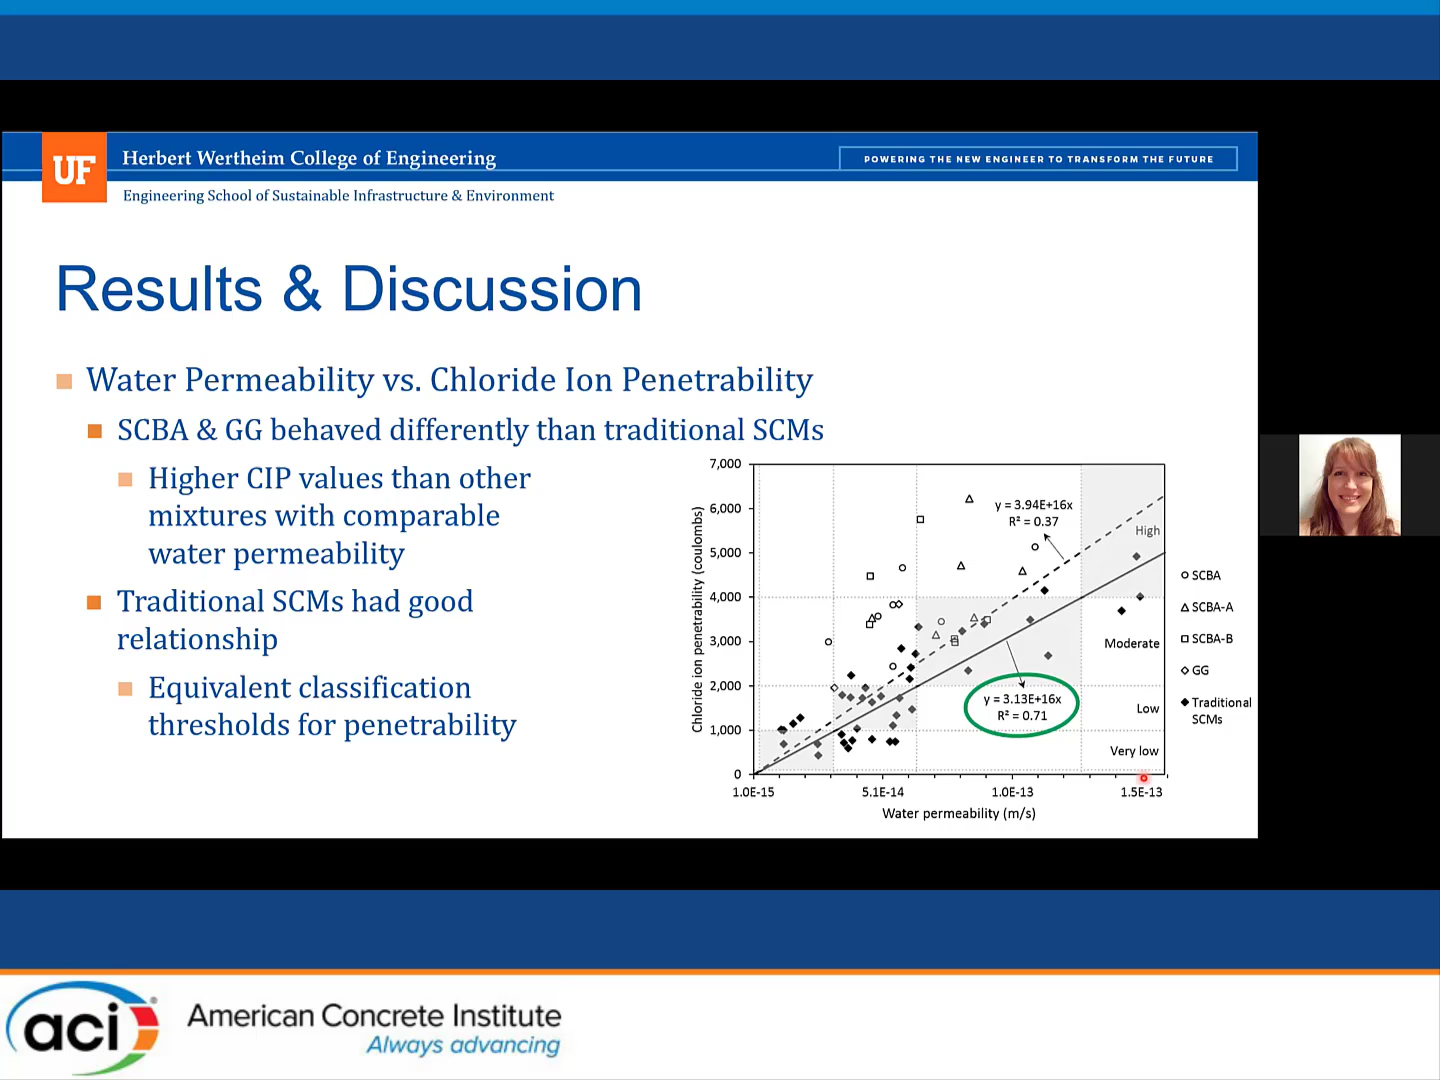 UF
Herbert Wertheim College of Engineering
POWERING THE NEW ENGINEER TO TRANSFORM THE FUTURE
Engineering School of Sustainable Infrastructure & Environment
Results & Discussion
Water Permeability vs. Chloride Ion Penetrability
SCBA & GG behaved differently than traditional SCMs
Higher CIP values than other
mixtures with comparable
water permeability
Traditional SCMs had good
relationship
Equivalent classification
thresholds for penetrability
Chloride ion penetrability (coulombs)
7,000
6,000
5,000
4,000
3,000
2,000
1,000
0
y = 3.94E+16x
R² = 0.37
High
Moderate
y = 3.13E+16x
R² = 0.71
Low
Very low
1.0E-15
5.1E-14
1.0E-13
1.5E-13
Water permeability (m/s)
SCBA
SCBA-A
SCBA-B
GG
Traditional
SCMs
aci
American Concrete Institute
Always advancing